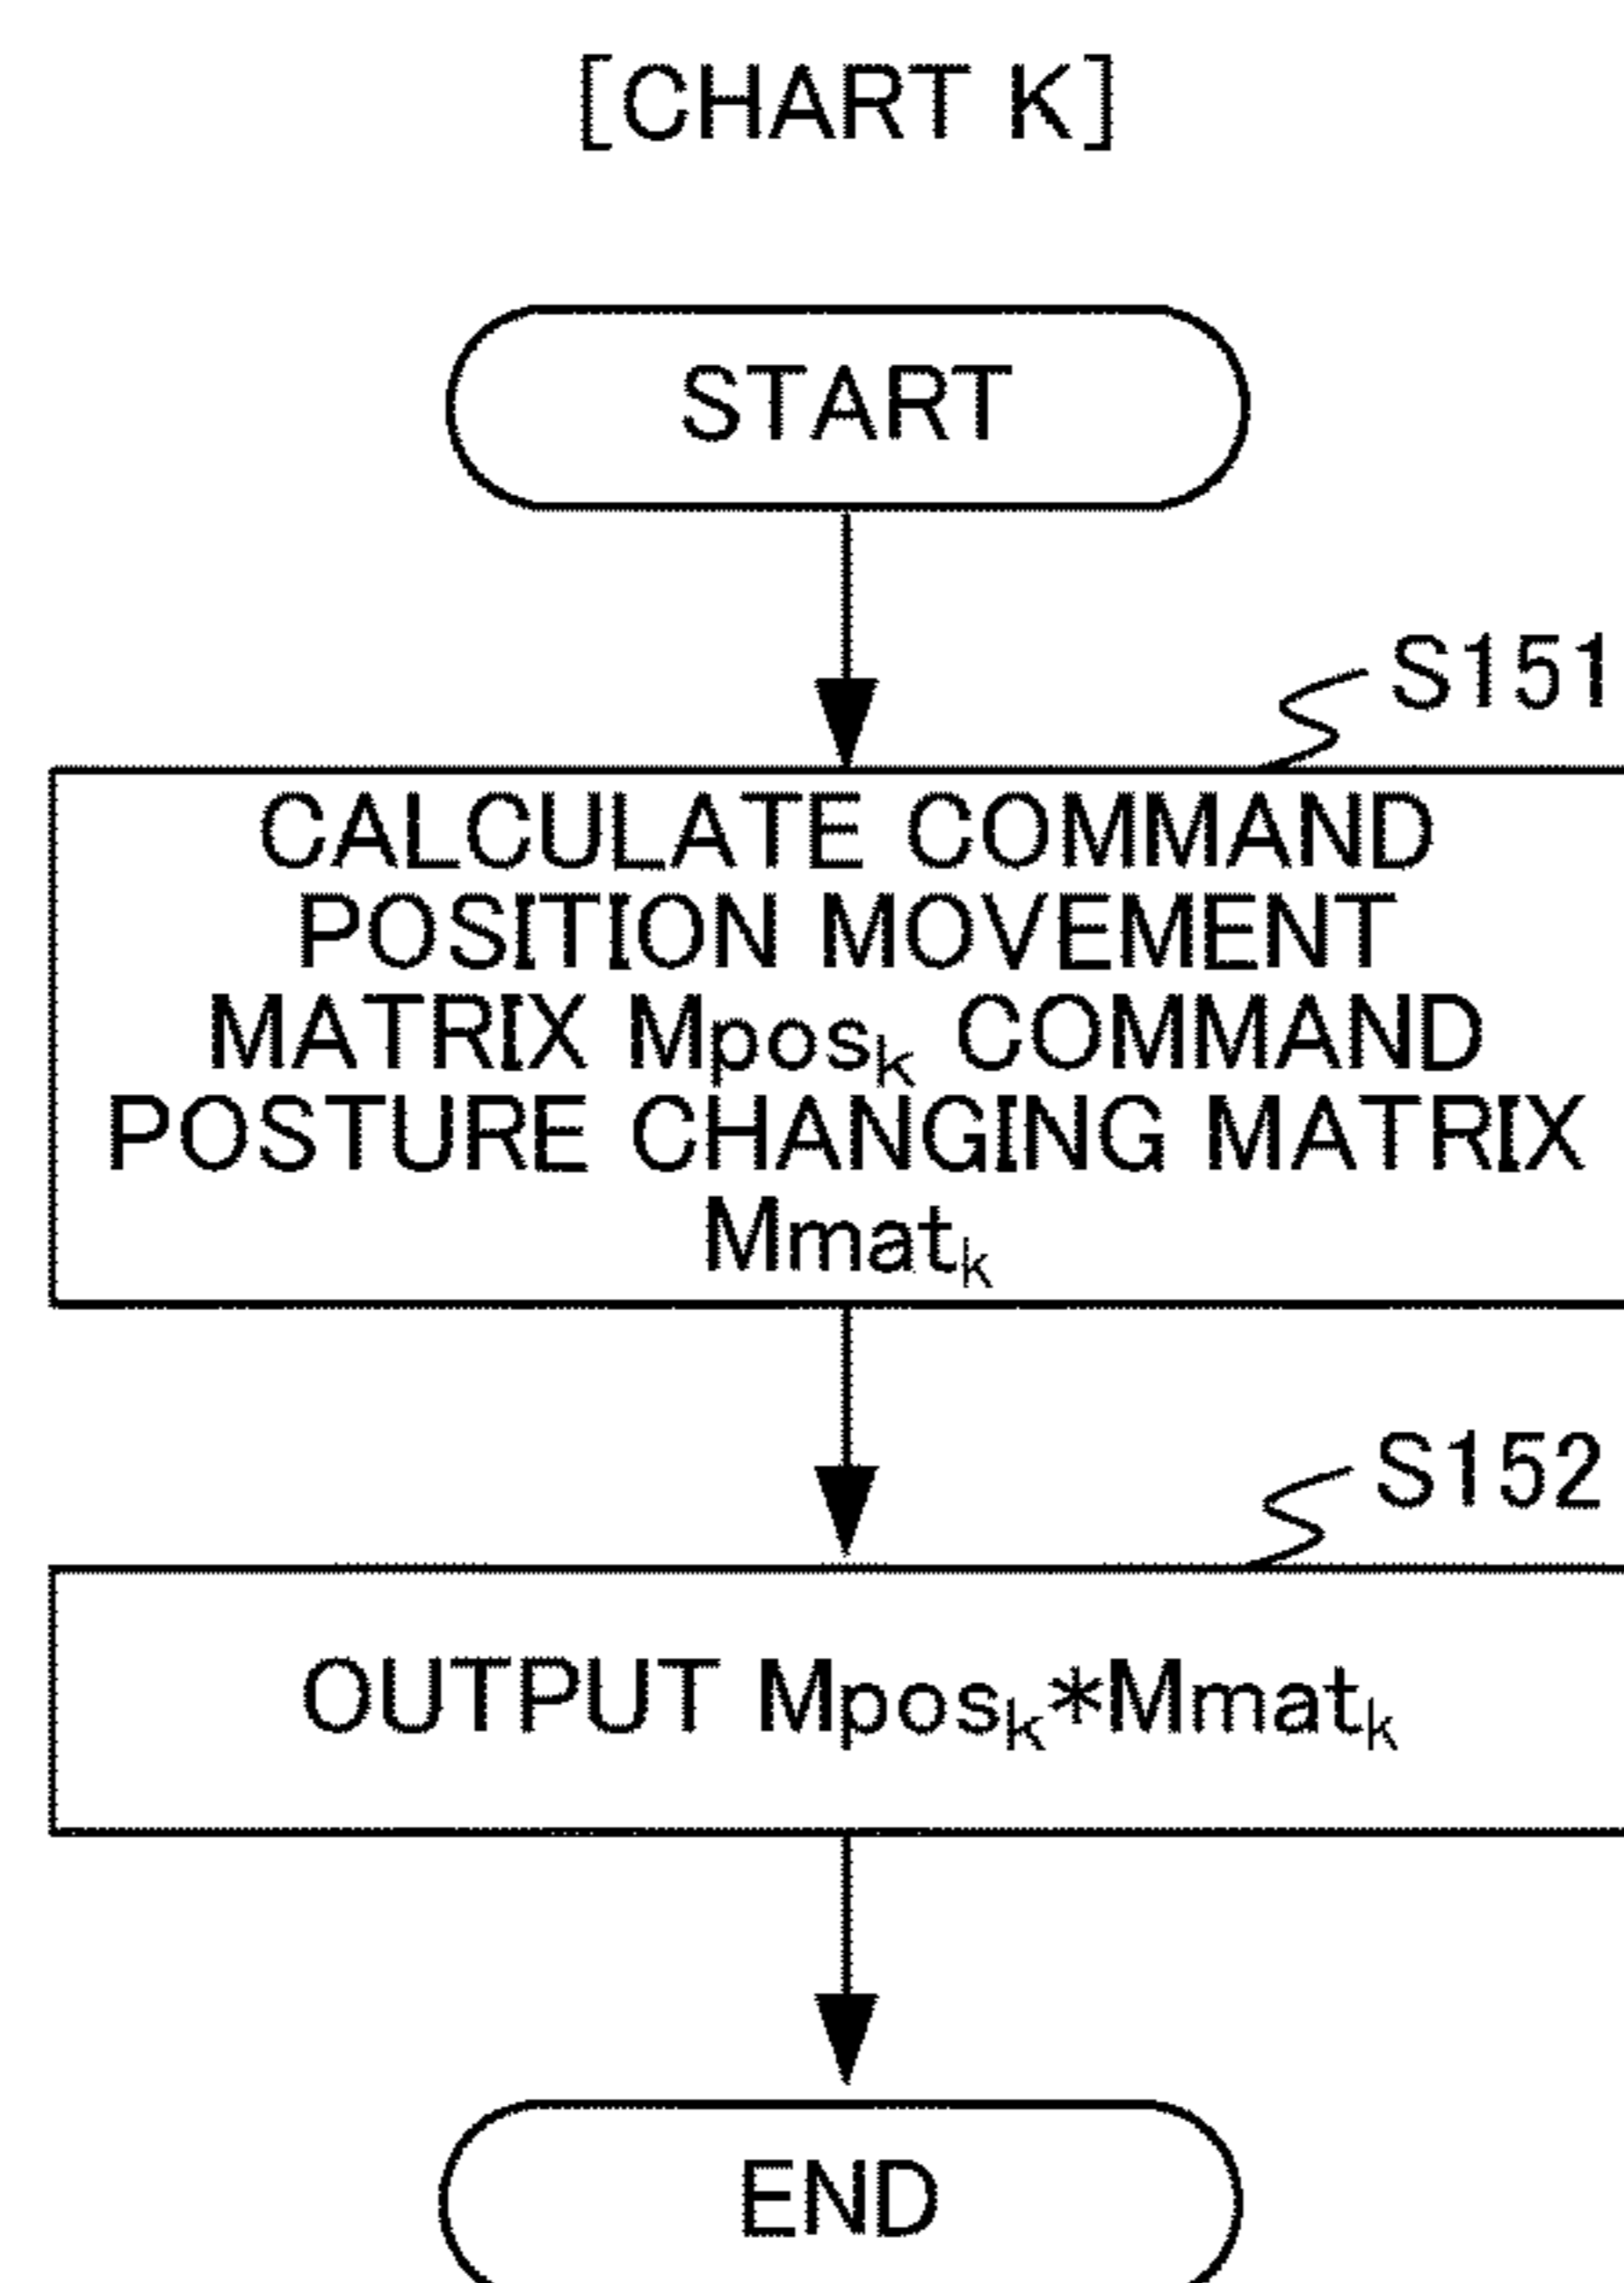 [CHART K]
START
S151
CALCULATE COMMAND
POSITION MOVEMENT
MATRIX Mposₖ COMMAND
POSTURE CHANGING MATRIX
Mmatₖ
S152
OUTPUT Mposₖ*Mmatₖ
END